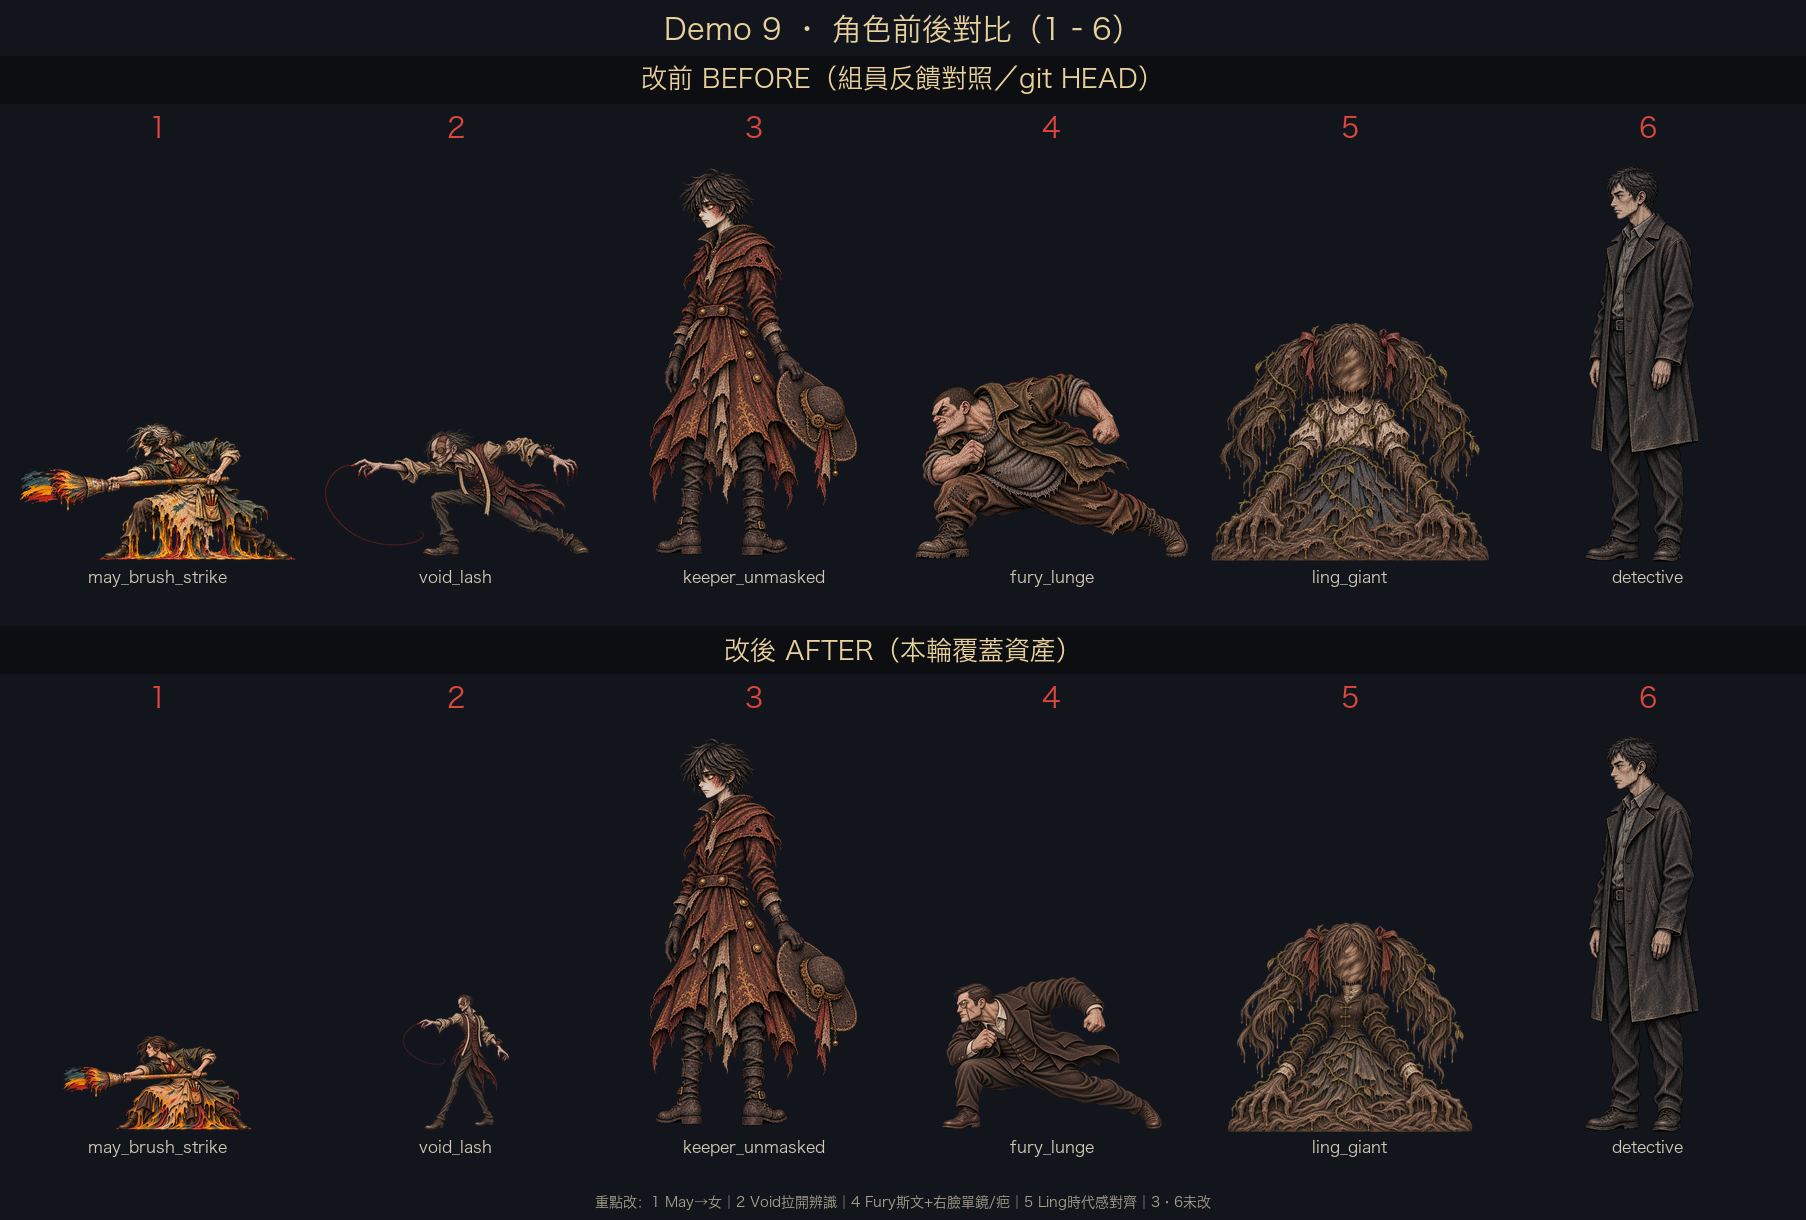 Demo 9 · 角色前後對比（1 - 6）
改前 BEFORE（組員反饋對照／git HEAD）
1 2 3 4 5 6
may_brush_strike void_lash keeper_unmasked fury_lunge ling_giant detective
改後 AFTER（本輪覆蓋資產）
1 2 3 4 5 6
may_brush_strike void_lash keeper_unmasked fury_lunge ling_giant detective
重點改：1 May→女｜2 Void拉開辨識｜4 Fury斯文+右臉單鏡/疤｜5 Ling時代感對齊｜3・6未改